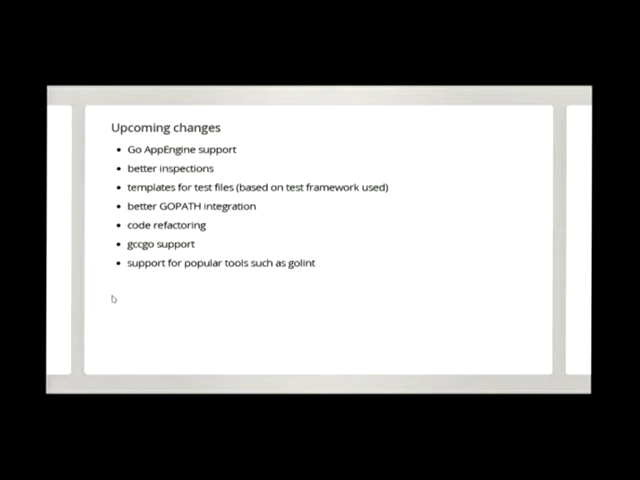 Upcoming changes
• Go AppEngine support
• better inspections
• templates for test files (based on test framework used)
• better GOPATH integration
• code refactoring
• gccgo support
• support for popular tools such as golint